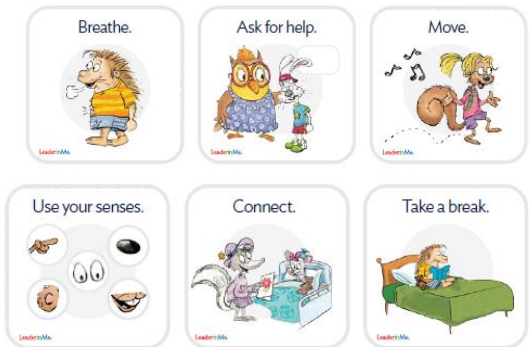 Breathe.
Ask for help.
Move.
LeaderinMe.
LeaderinMe.
LeaderinMe.
Use your senses.
Connect.
Take a break.
LeaderinMe.
LeaderinMe.
LeaderinMe.